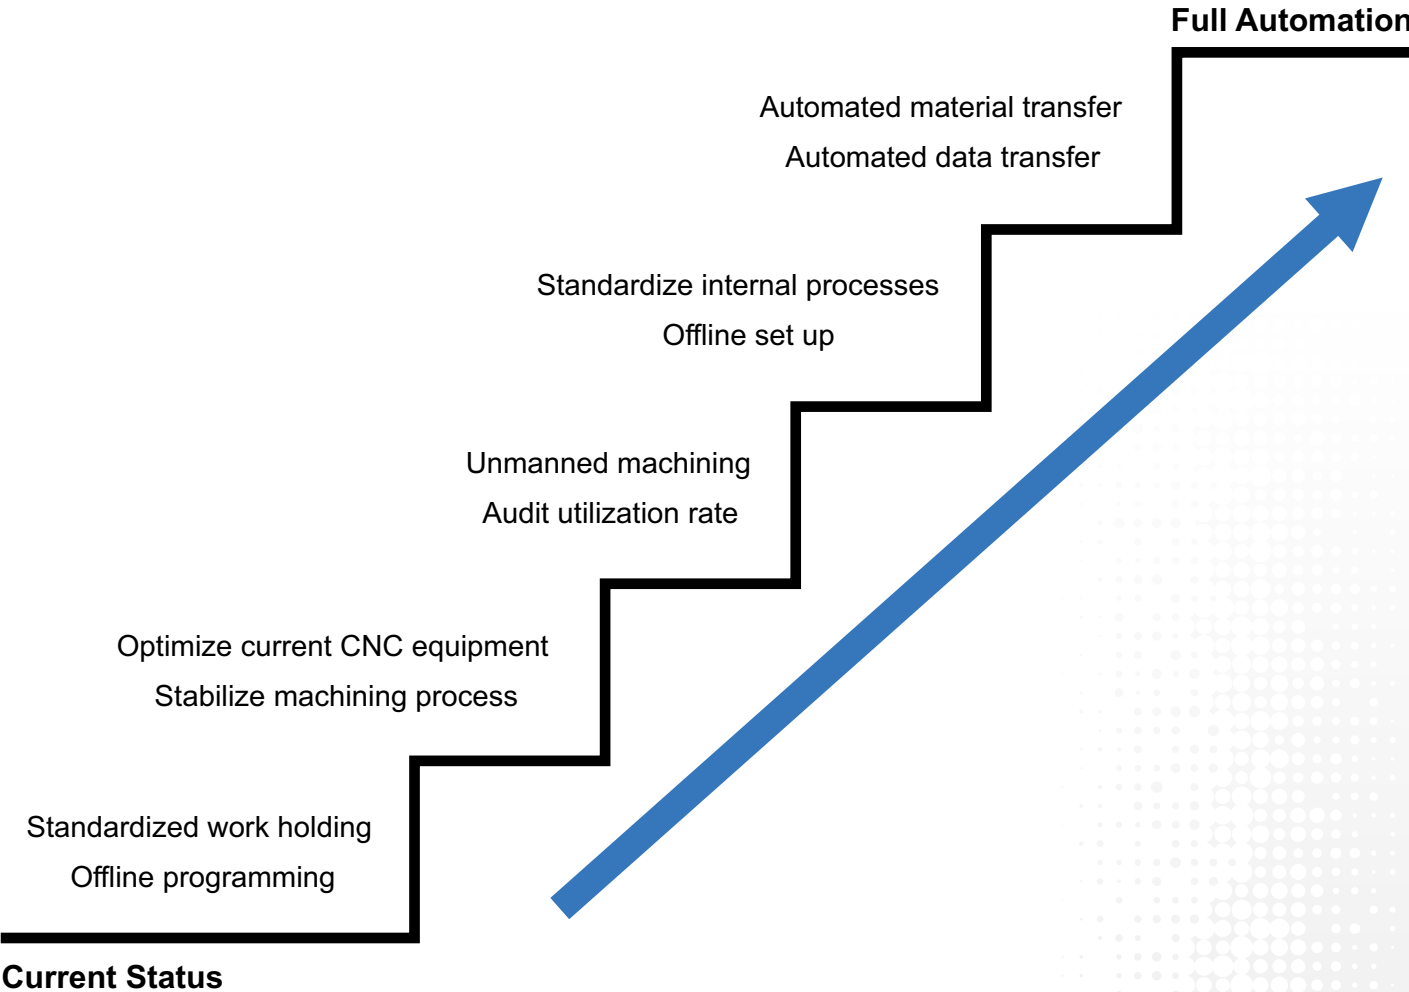 Full Automation
Automated material transfer
Automated data transfer
Standardize internal processes
Offline set up
Unmanned machining
Audit utilization rate
Optimize current CNC equipment
Stabilize machining process
Standardized work holding
Offline programming
Current Status